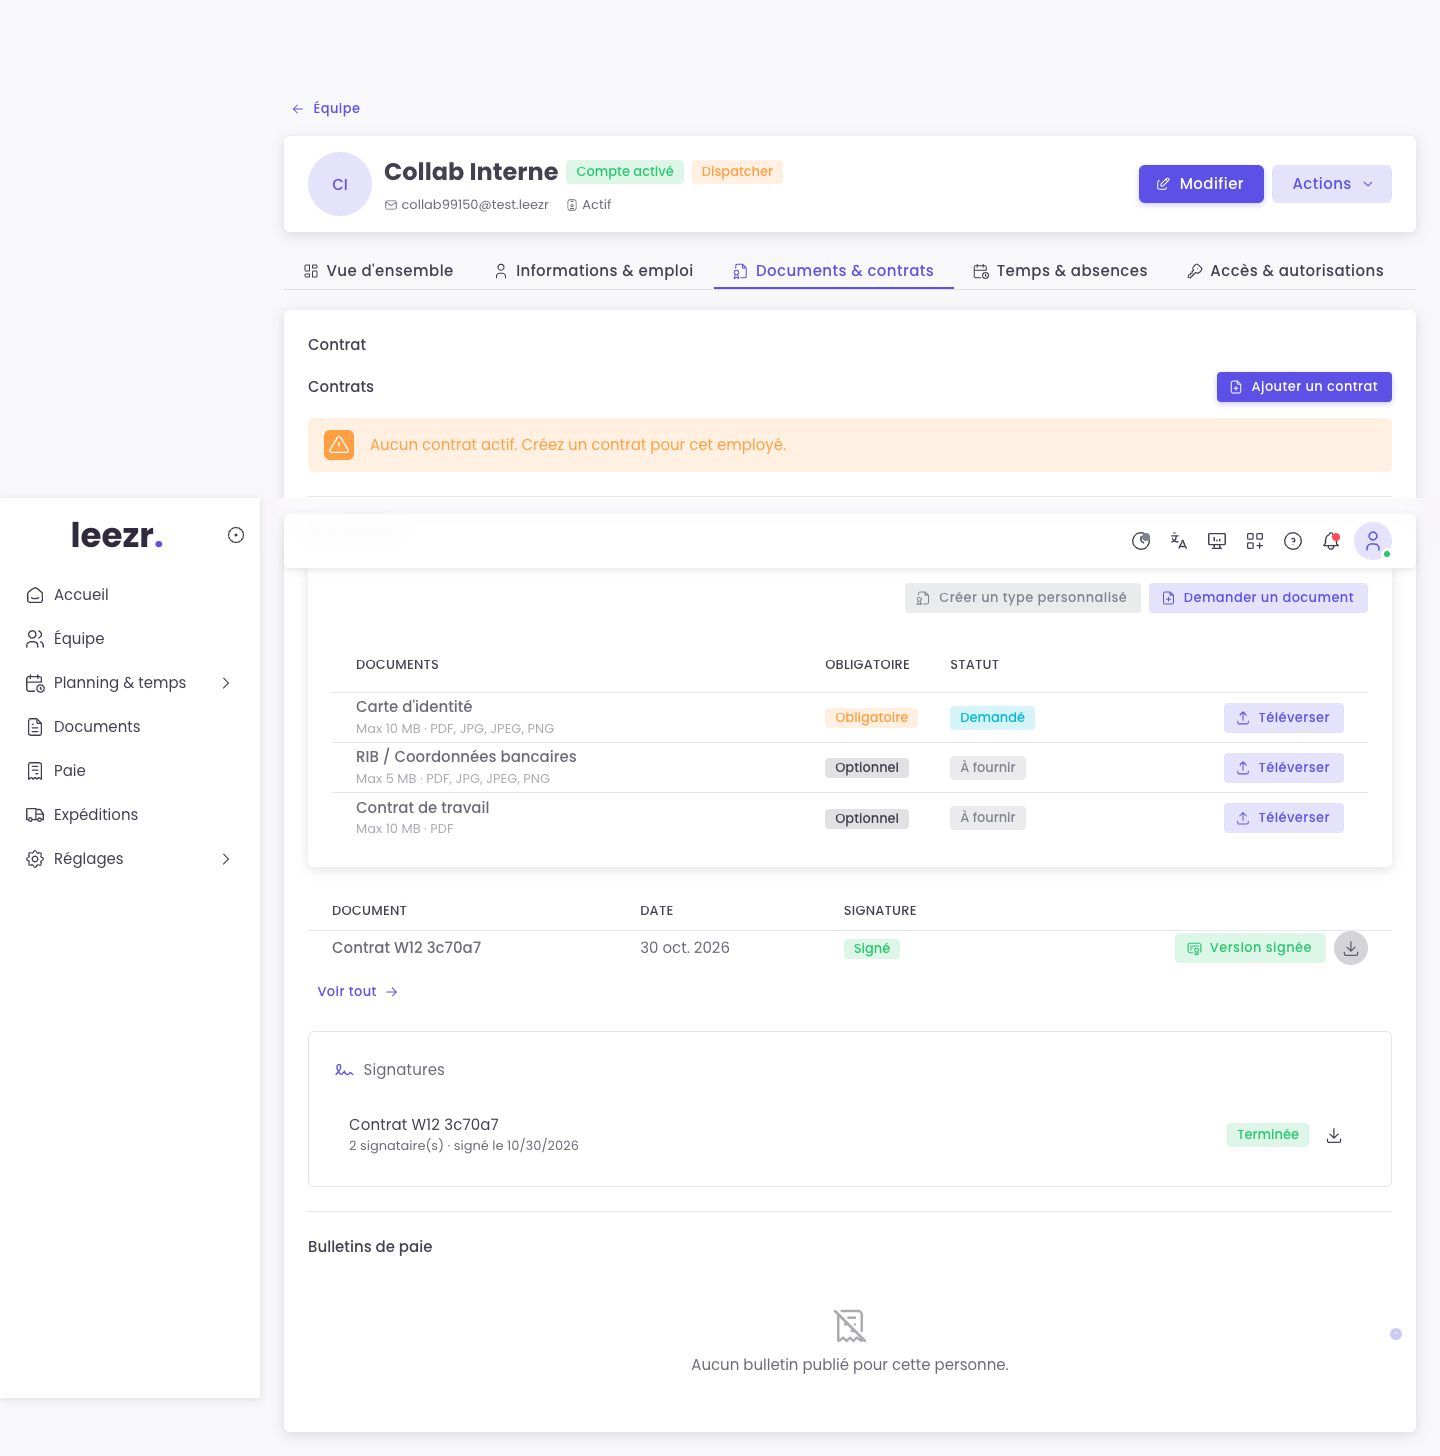 Équipe
CI
Collab Interne Compte activé Dispatcher
collab99150@test.leezr Actif
Modifier Actions
Vue d'ensemble Informations & emploi Documents & contrats Temps & absences Accès & autorisations
Contrat
Contrats Ajouter un contrat
Aucun contrat actif. Créez un contrat pour cet employé.
leezr.
Accueil
Équipe
Planning & temps
Documents
Paie
Expéditions
Réglages
Créer un type personnalisé Demander un document
DOCUMENTS OBLIGATOIRE STATUT
Carte d'identité Obligatoire Demandé Téléverser
Max 10 MB · PDF, JPG, JPEG, PNG
RIB / Coordonnées bancaires Optionnel À fournir Téléverser
Max 5 MB · PDF, JPG, JPEG, PNG
Contrat de travail Optionnel À fournir Téléverser
Max 10 MB · PDF
DOCUMENT DATE SIGNATURE
Contrat W12 3c70a7 30 oct. 2026 Signé Version signée
Voir tout
Signatures
Contrat W12 3c70a7 Terminée
2 signataire(s) · signé le 10/30/2026
Bulletins de paie
Aucun bulletin publié pour cette personne.